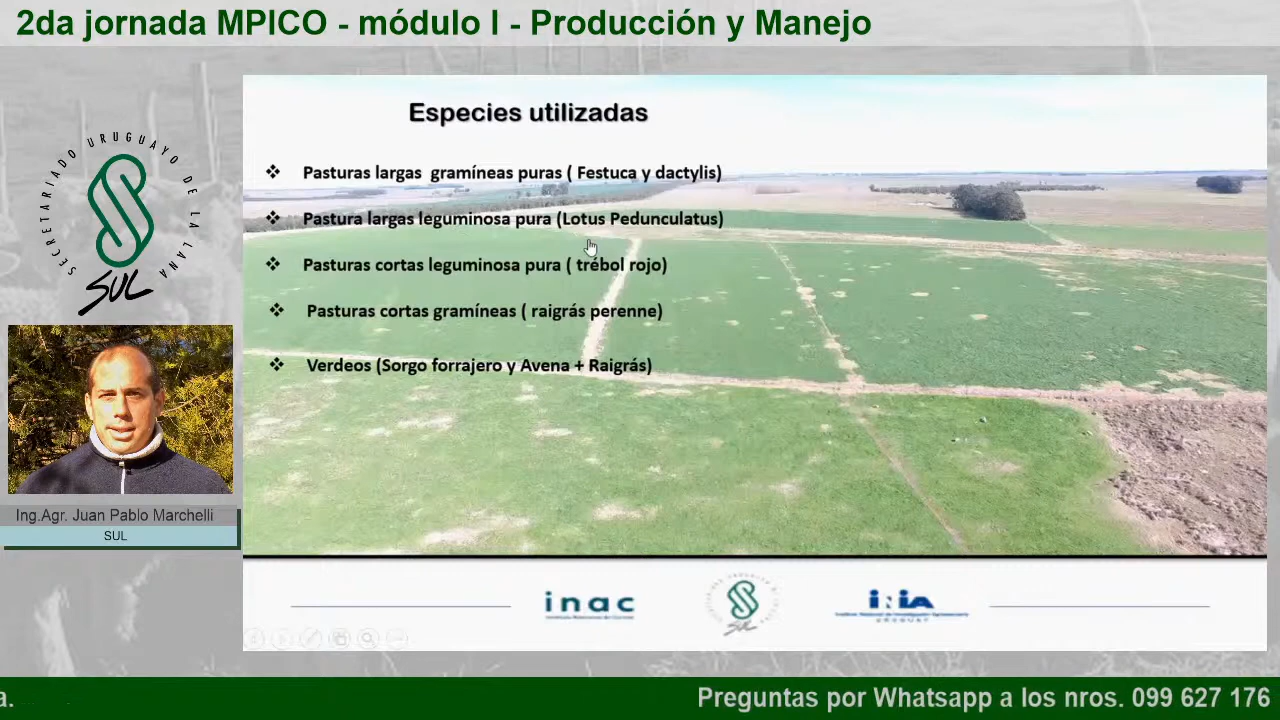 2da jornada MPICO - módulo I - Producción y Manejo
SECRETARIADO URUGUAYO DE LA LANA
SUL
Especies utilizadas
❖ Pasturas largas gramíneas puras ( Festuca y dactylis)
❖ Pastura largas leguminosa pura (Lotus Pedunculatus)
❖ Pasturas cortas leguminosa pura ( trébol rojo)
❖ Pasturas cortas gramíneas ( raigrás perenne)
❖ Verdeos (Sorgo forrajero y Avena + Raigrás)
Ing.Agr. Juan Pablo Marchelli
SUL
inac
SUL
INIA
URUGUAY
a.
Preguntas por Whatsapp a los nros. 099 627 176